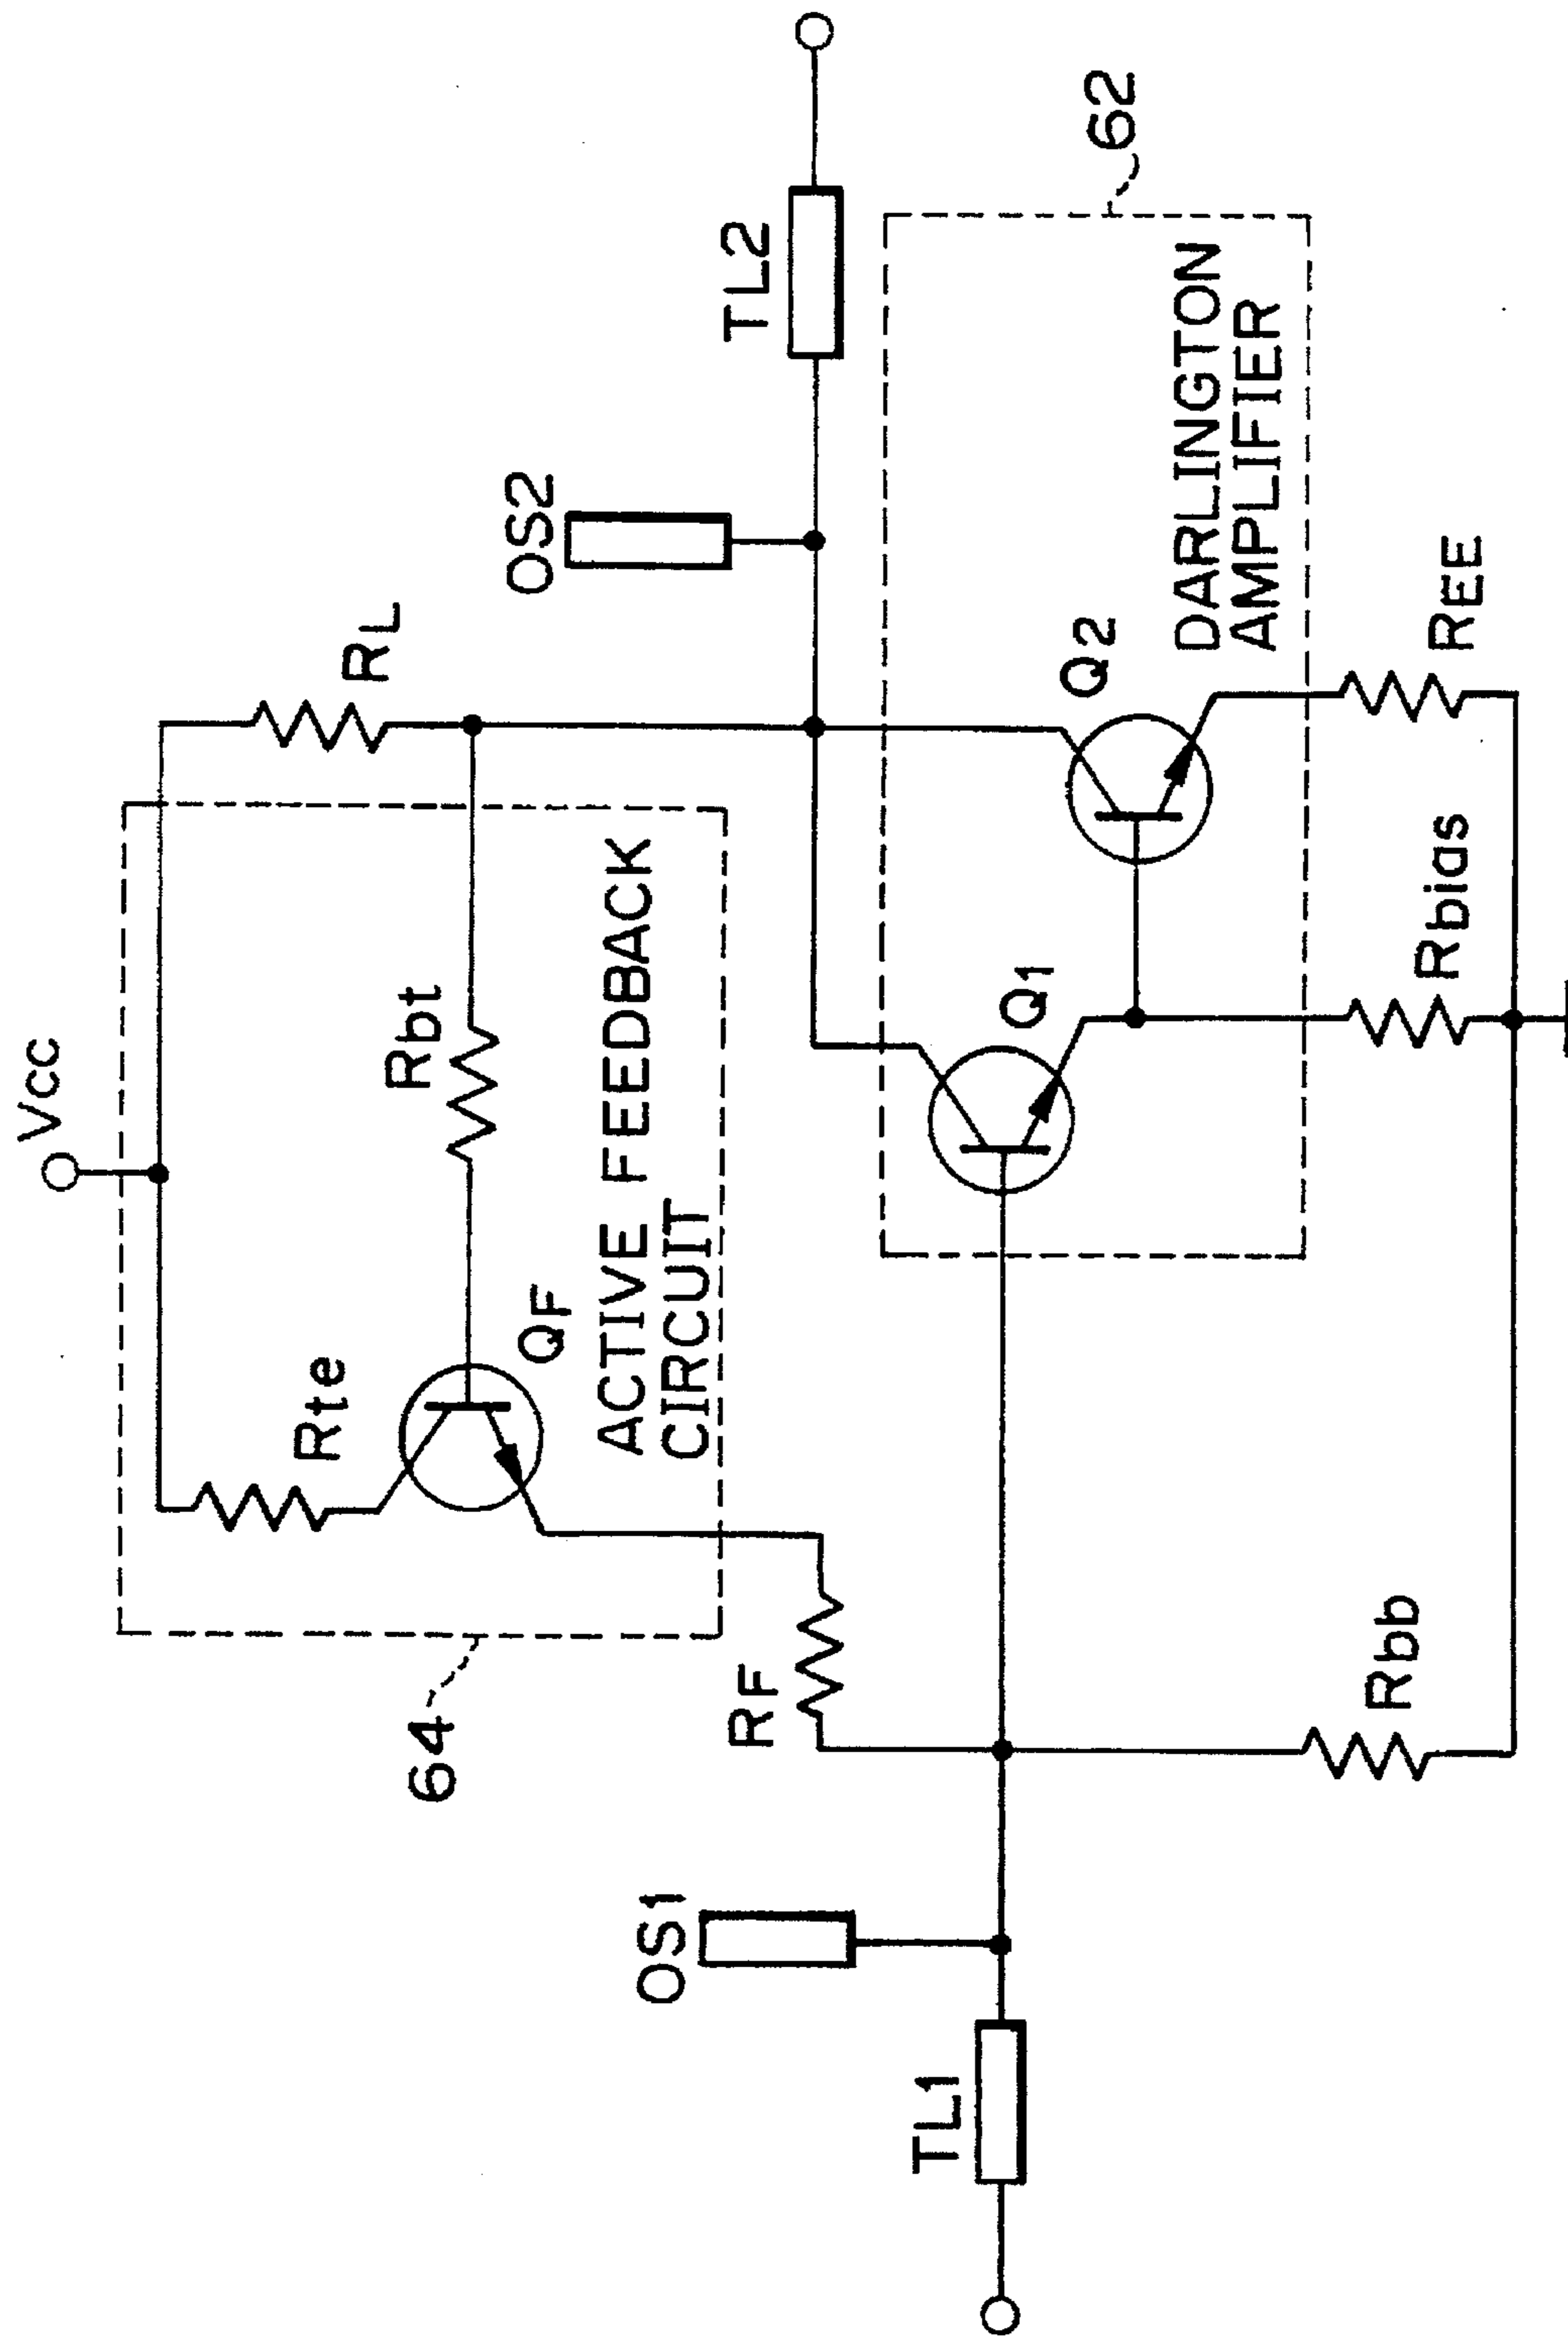 Vcc
Rte
Rbt
RL
QF
ACTIVE FEEDBACK
CIRCUIT
64
OS2
TL2
RF
OS1
TL1
62
Q1
Q2
DARLINGTON
AMPLIFIER
Rbb
Rbias
REE